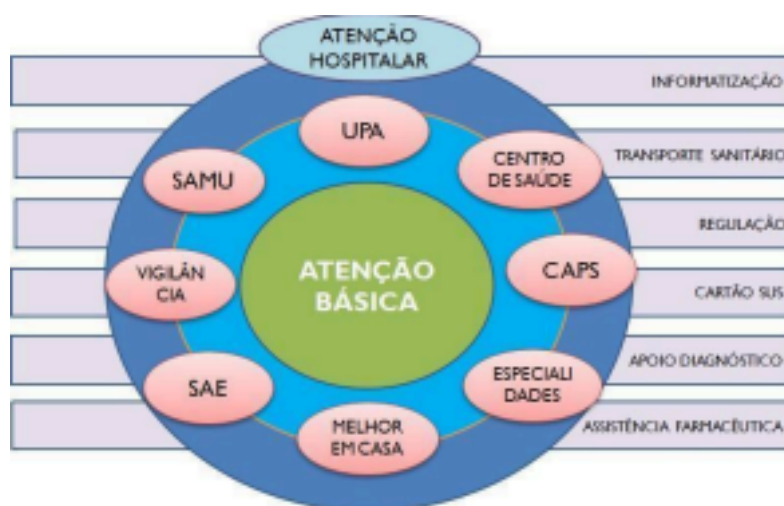 ATENÇÃO
HOSPITALAR
INFORMATIZAÇÃO
UPA
CENTRO
DE SAÚDE
TRANSPORTE SANITÁRIO
SAMU
REGULAÇÃO
VIGILÂN
CIA
ATENÇÃO
BÁSICA
CAPS
CARTÃO SUS
APOIO DIAGNÓSTICO
SAE
ESPECIALI
DADES
MELHOR
EM CASA
ASSISTÊNCIA FARMACÊUTICA